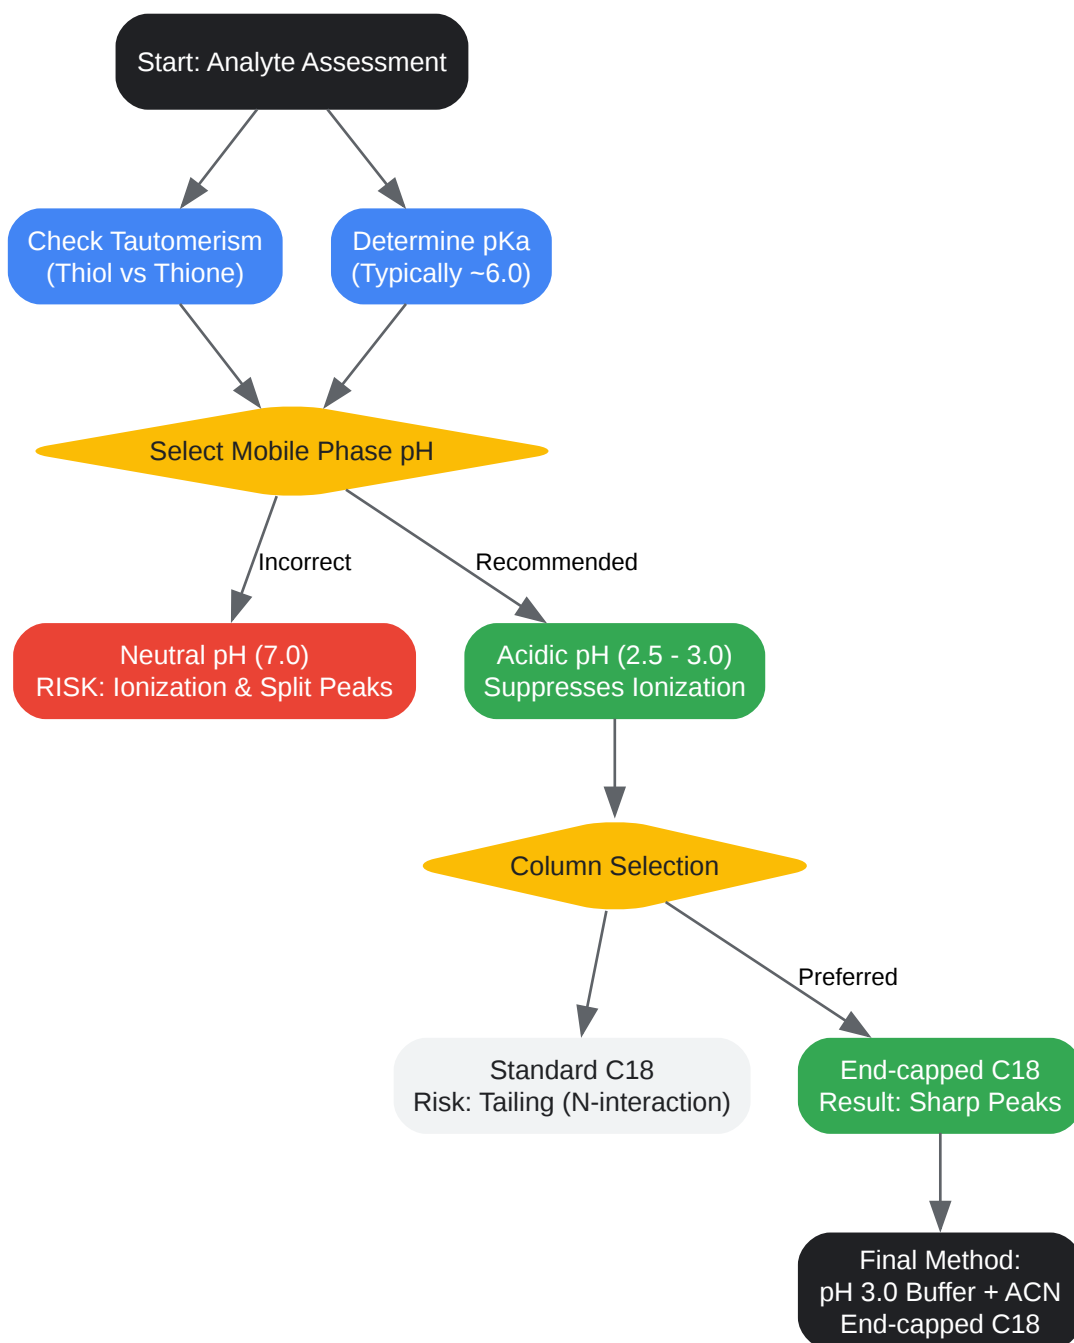 Start: Analyte Assessment
Check Tautomerism
(Thiol vs Thione)
Determine pKa
(Typically ~6.0)
Select Mobile Phase pH
Incorrect
Recommended
Neutral pH (7.0)
RISK: Ionization & Split Peaks
Acidic pH (2.5 - 3.0)
Suppresses Ionization
Column Selection
Preferred
Standard C18
Risk: Tailing (N-interaction)
End-capped C18
Result: Sharp Peaks
Final Method:
pH 3.0 Buffer + ACN
End-capped C18